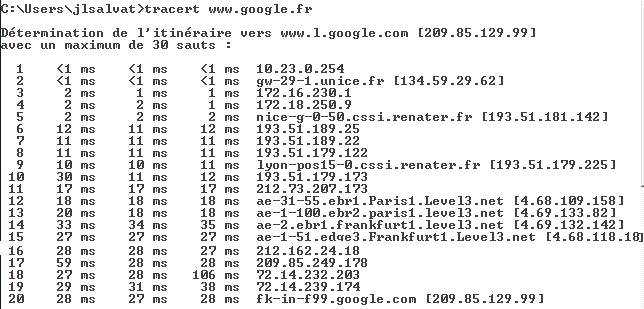 C:\Users\jlsalvat>tracert www.google.fr
Détermination de l'itinéraire vers www.l.google.com [209.85.129.99]
avec un maximum de 30 sauts :
1 <1 ms <1 ms <1 ms 10.23.0.254
2 <1 ms <1 ms <1 ms gw-29-1.unice.fr [134.59.29.62]
3 2 ms 1 ms 1 ms 172.16.230.1
4 2 ms 2 ms 1 ms 172.18.250.9
5 2 ms 2 ms 2 ms nice-g-0-50.cssi.renater.fr [193.51.181.142]
6 12 ms 11 ms 12 ms 193.51.189.25
7 11 ms 11 ms 11 ms 193.51.189.22
8 11 ms 11 ms 11 ms 193.51.179.122
9 10 ms 10 ms 11 ms lyon-pos15-0.cssi.renater.fr [193.51.179.225]
10 30 ms 11 ms 12 ms 193.51.179.173
11 17 ms 17 ms 17 ms 212.73.207.173
12 18 ms 18 ms 18 ms ae-31-55.ebr1.Paris1.Level3.net [4.68.109.158]
13 20 ms 18 ms 18 ms ae-1-100.ebr2.paris1.Level3.net [4.69.133.82]
14 33 ms 34 ms 35 ms ae-2.ebr1.frankfurt1.Level3.net [4.69.132.142]
15 27 ms 27 ms 27 ms ae-1-51.edge3.Frankfurt1.Level3.net [4.68.118.18
16 28 ms 28 ms 27 ms 212.162.24.18
17 59 ms 28 ms 28 ms 209.85.249.178
18 27 ms 28 ms 106 ms 72.14.232.203
19 29 ms 31 ms 38 ms 72.14.239.174
20 28 ms 27 ms 28 ms fk-in-f99.google.com [209.85.129.99]